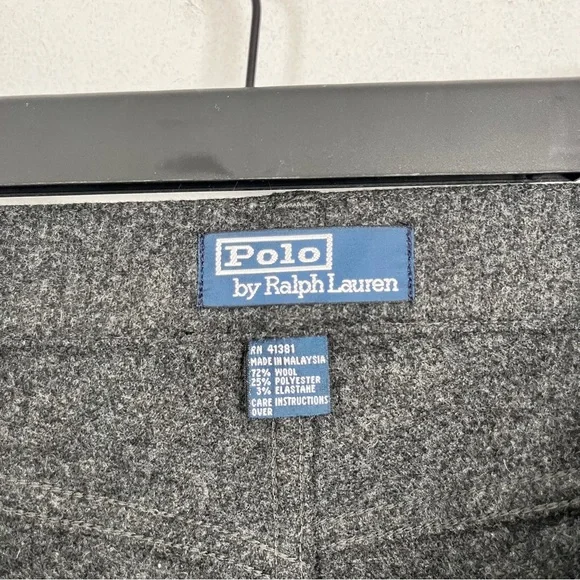 Polo
by Ralph Lauren
RN 41381
MADE IN MALAYSIA
72% WOOL
25% POLYESTER
3% ELASTANE
CARE INSTRUCTIONS
OVER